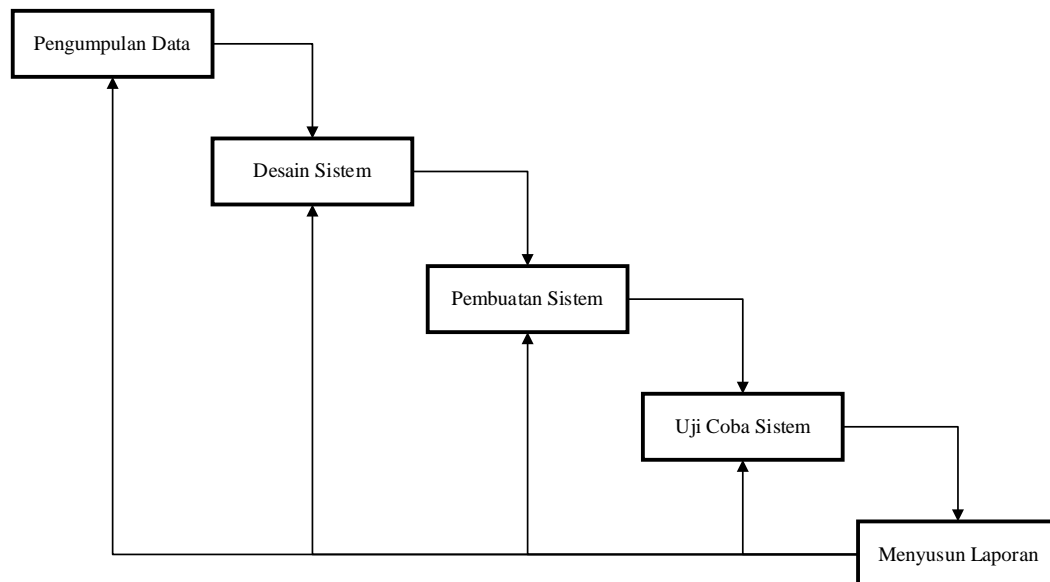 Pengumpulan Data
Desain Sistem
Pembuatan Sistem
Uji Coba Sistem
Menyusun Laporan